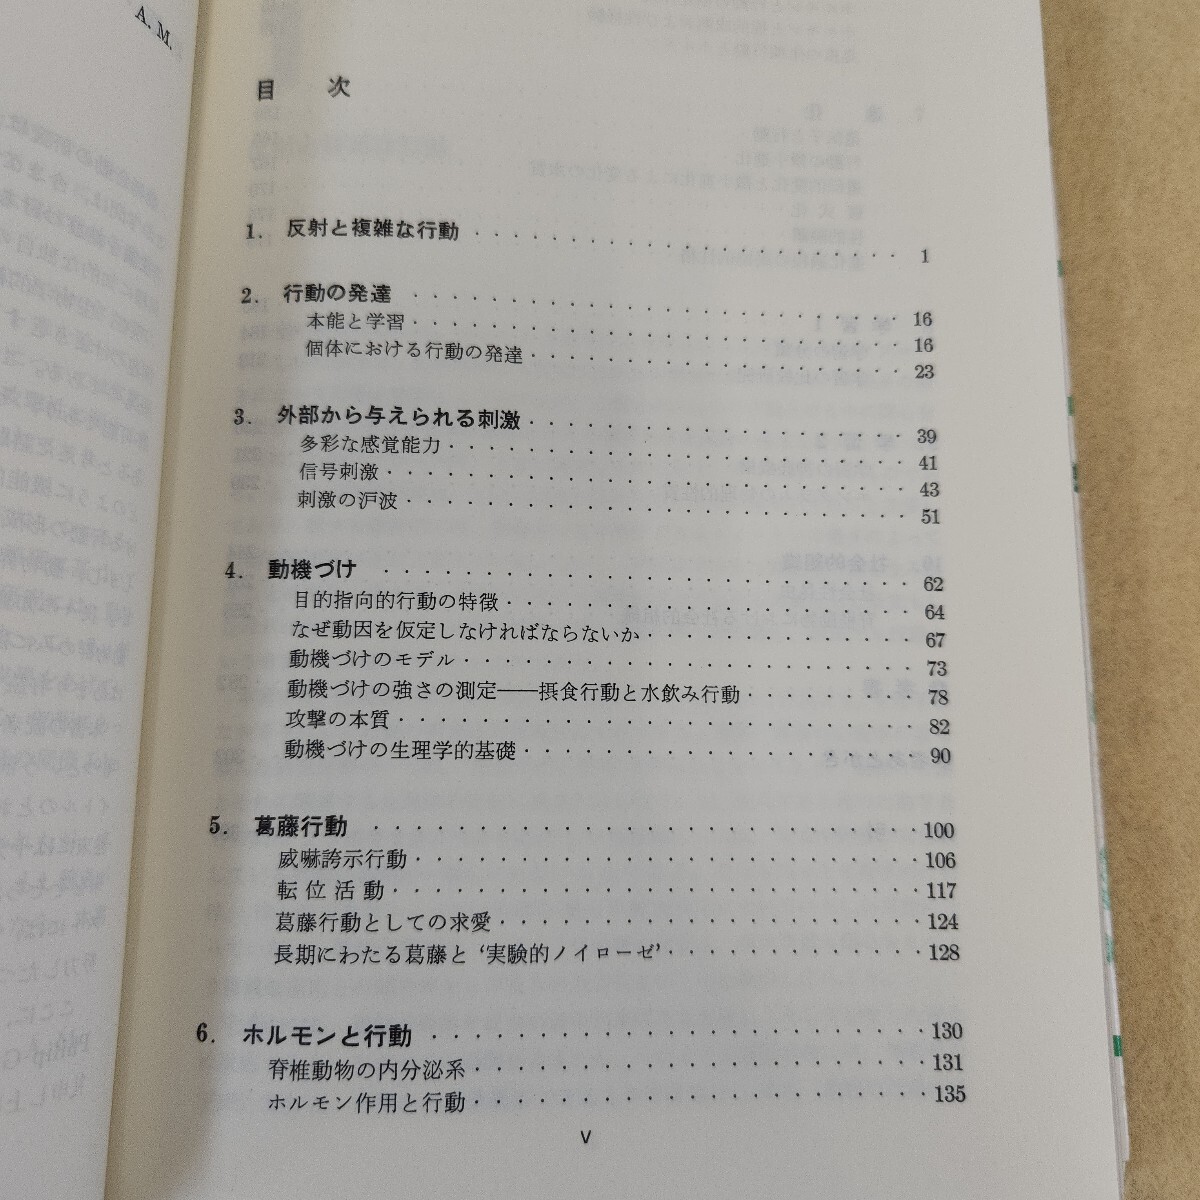 A. M.
目 次
1. 反射と複雑な行動 1
2. 行動の発達 16
本能と学習 16
個体における行動の発達 23
3. 外部から与えられる刺激 39
多彩な感覚能力 41
信号刺激 43
刺激の沪波 51
4. 動機づけ 62
目的指向的行動の特徴 64
なぜ動因を仮定しなければならないか 67
動機づけのモデル 73
動機づけの強さの測定——摂食行動と水飲み行動 78
攻撃の本質 82
動機づけの生理学的基礎 90
5. 葛藤行動 100
威嚇誇示行動 106
転位活動 117
葛藤行動としての求愛 124
長期にわたる葛藤と ‘実験的ノイローゼ’ 128
6. ホルモンと行動 130
脊椎動物の内分泌系 131
ホルモン作用と行動 135
v